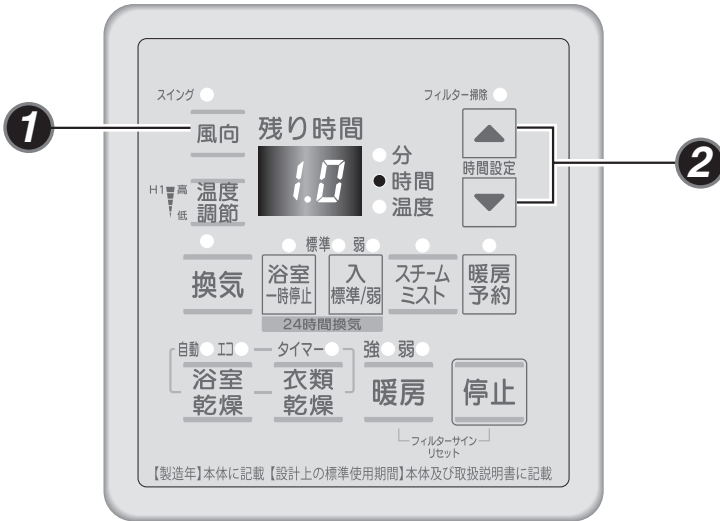 スイング
フィルター掃除
1
風向
残り時間
1.0
分
時間
温度
時間設定
2
H1 高
低
温度
調節
標準 弱
換気
浴室
一時停止
入
標準/弱
スチーム
ミスト
暖房
予約
24時間換気
自動 エコ タイマー 強 弱
浴室
乾燥
衣類
乾燥
暖房
停止
フィルターサイン
リセット
【製造年】本体に記載【設計上の標準使用期間】本体及び取扱説明書に記載